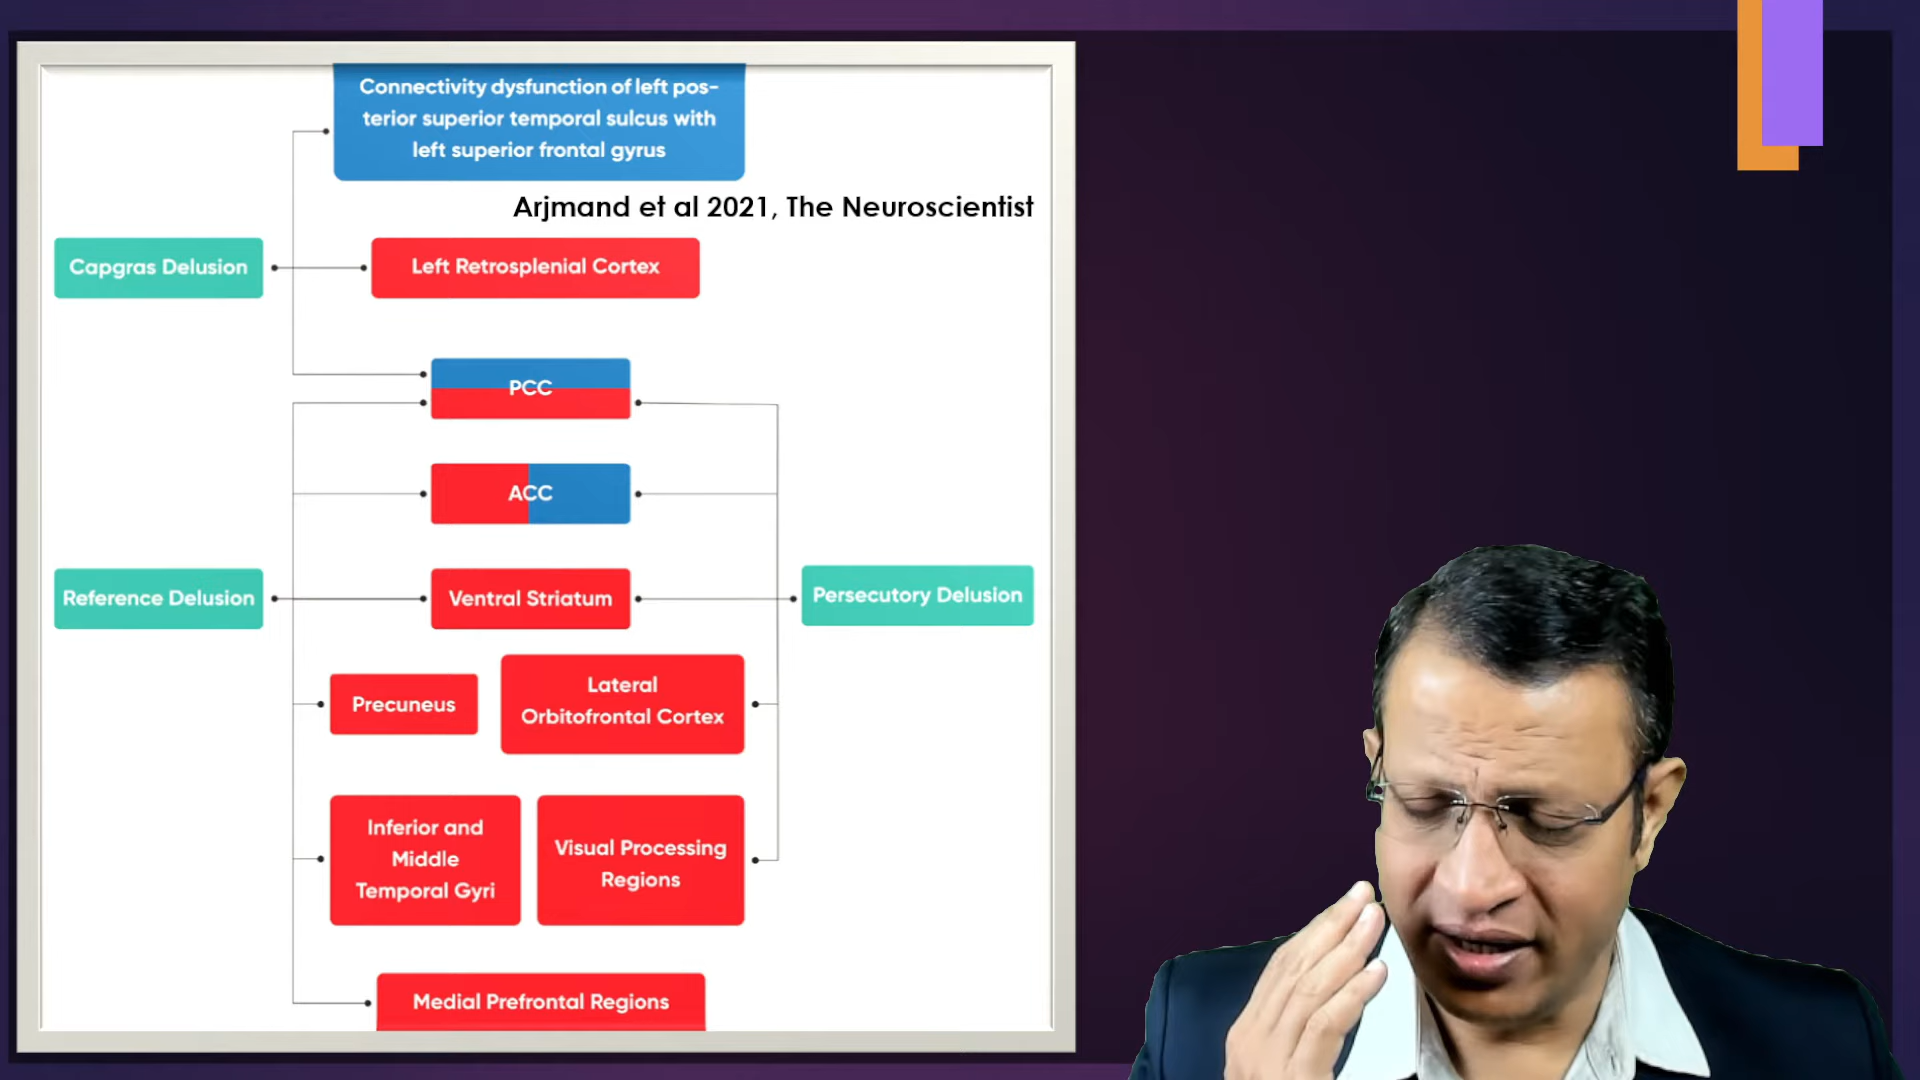 Connectivity dysfunction of left pos-
terior superior temporal sulcus with
left superior frontal gyrus
Arjmand et al 2021, The Neuroscientist
Capgras Delusion
Left Retrosplenial Cortex
PCC
ACC
Reference Delusion
Ventral Striatum
Persecutory Delusion
Precuneus
Lateral
Orbitofrontal Cortex
Inferior and
Middle
Temporal Gyri
Visual Processing
Regions
Medial Prefrontal Regions